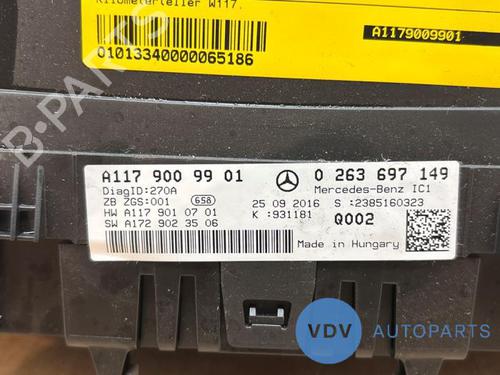 Kilometerteller W117
A1179009901
01013340000065186
A117 900 99 01
0 263 697 149
DiagID:270A
Mercedes-Benz IC1
ZB ZGS:001
658
25 09 2016 S :2385160323
HW A117 901 07 01
K :931181
Q002
SW A172 902 35 06
Made in Hungary
VDV AUTOPARTS